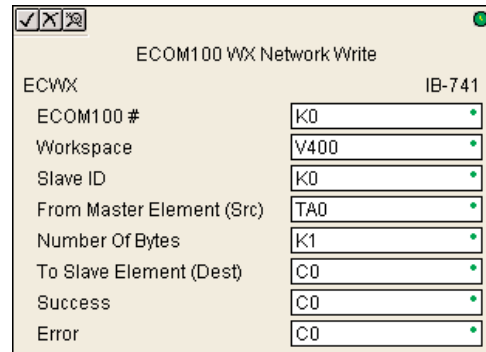 ECOM100 WX Network Write
ECWX IB-741
ECOM100 # K0
Workspace V400
Slave ID K0
From Master Element (Src) TA0
Number Of Bytes K1
To Slave Element (Dest) C0
Success C0
Error C0